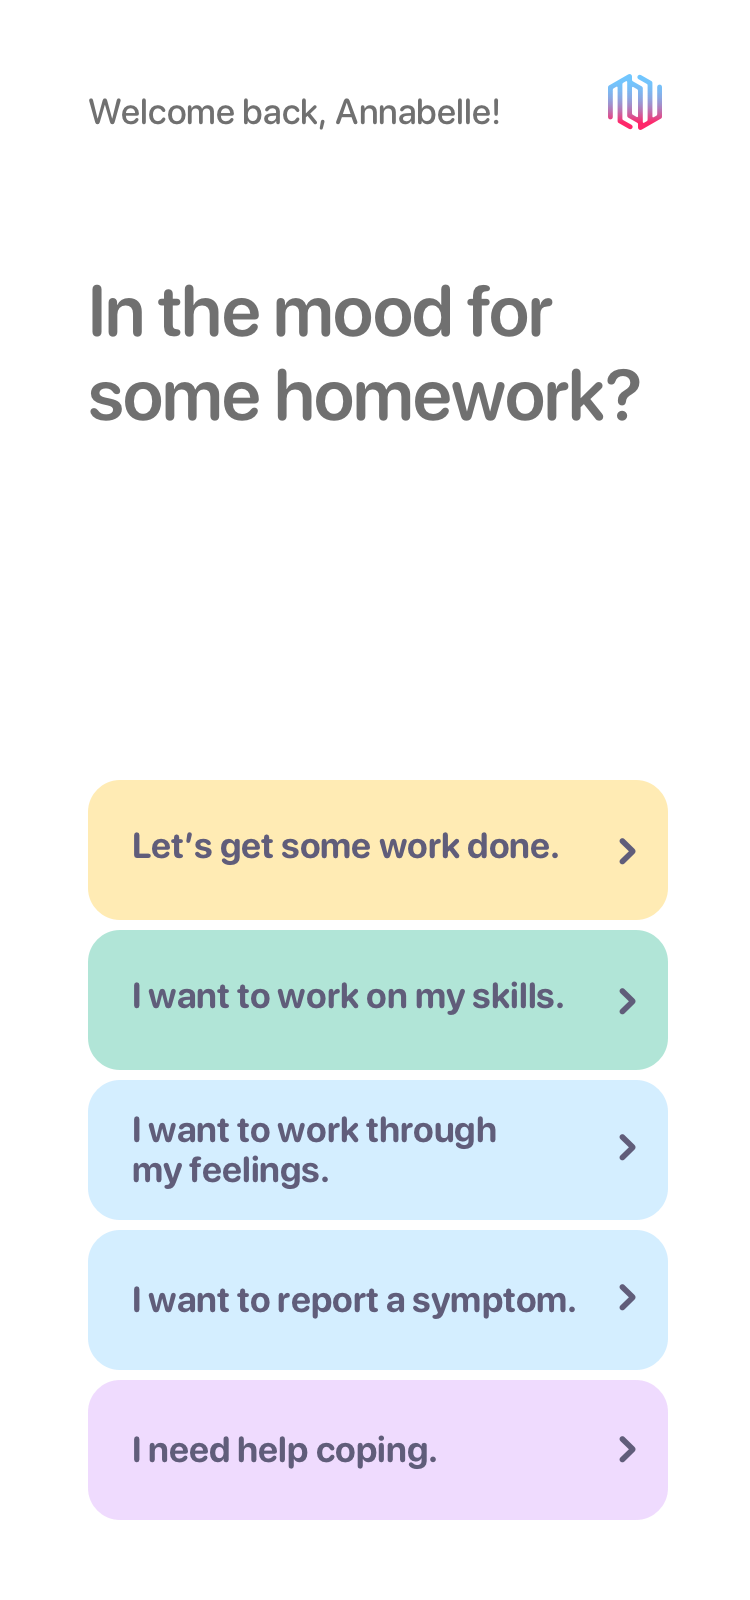 Welcome back, Annabelle!
In the mood for
some homework?
Let's get some work done.
I want to work on my skills.
I want to work through
my feelings.
I want to report a symptom.
I need help coping.